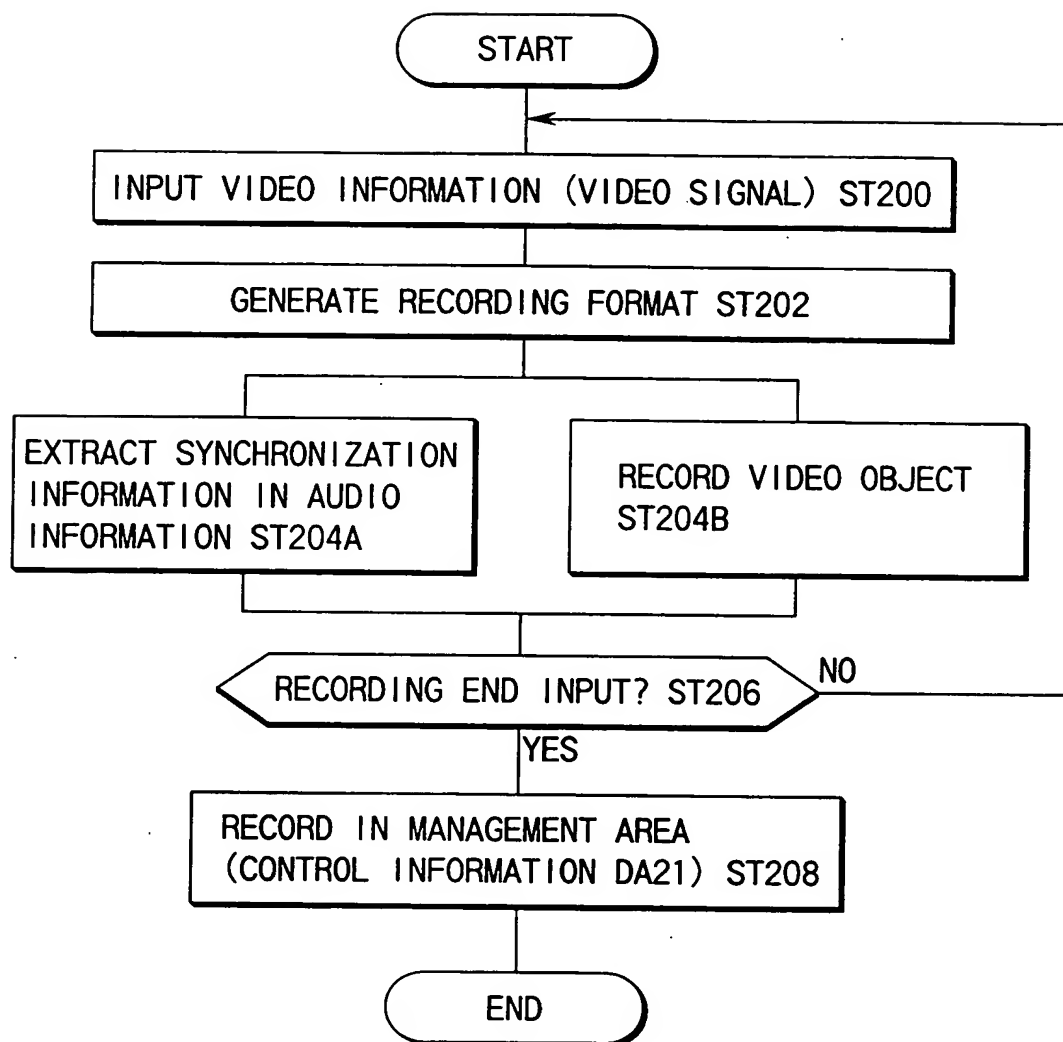 START
INPUT VIDEO INFORMATION (VIDEO SIGNAL) ST200
GENERATE RECORDING FORMAT ST202
EXTRACT SYNCHRONIZATION
INFORMATION IN AUDIO
INFORMATION ST204A
RECORD VIDEO OBJECT
ST204B
RECORDING END INPUT? ST206
NO
YES
RECORD IN MANAGEMENT AREA
(CONTROL INFORMATION DA21) ST208
END